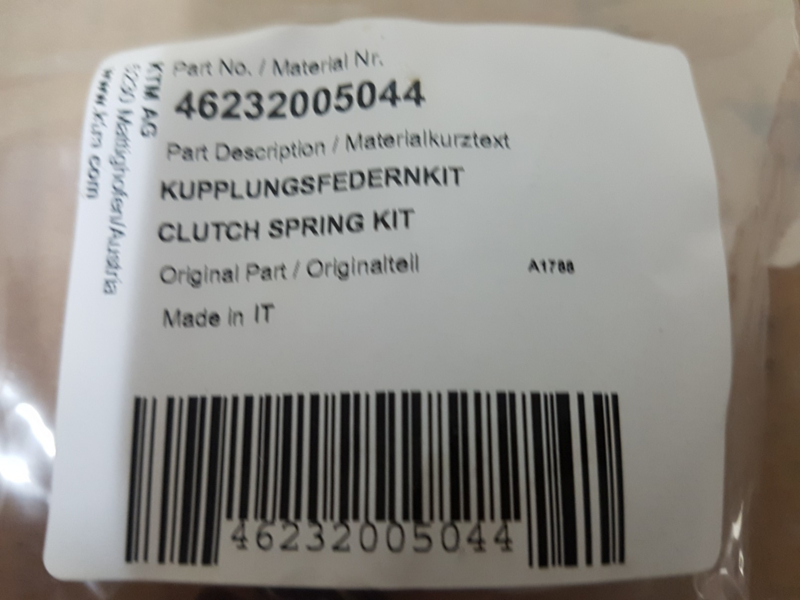 Part No. / Material Nr.
46232005044
Part Description / Materialkurztext
KUPPLUNGSFEDERNKIT
CLUTCH SPRING KIT
Original Part / Originalteil
A1788
Made in IT
46232005044
KTM AG
5230 Mattighofen/Austria
www.ktm.com